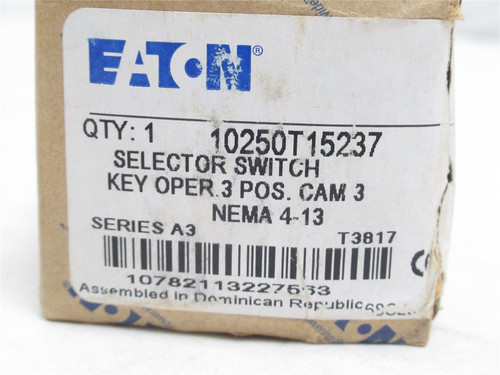 EATON®
QTY: 1 10250T15237
SELECTOR SWITCH
KEY OPER.3 POS. CAM 3
NEMA 4-13
SERIES A3 T3817
10782113227563
Assembled in Dominican Republic